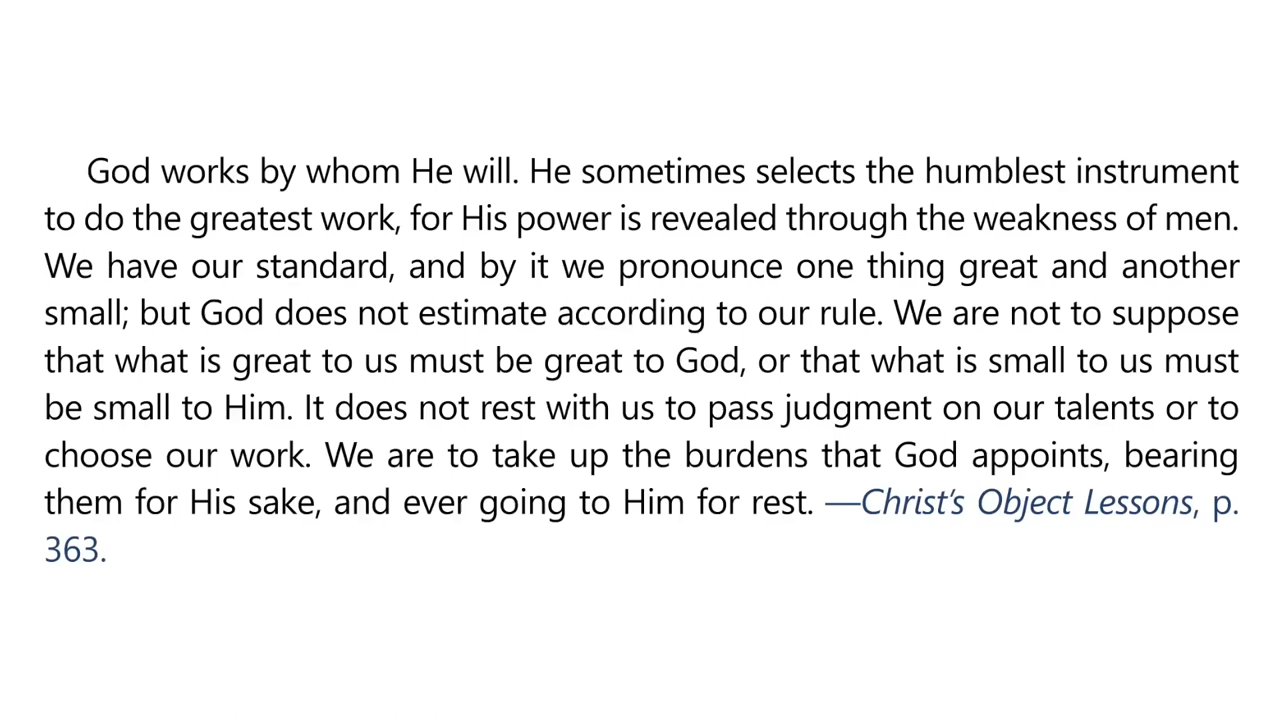 God works by whom He will. He sometimes selects the humblest instrument
to do the greatest work, for His power is revealed through the weakness of men.
We have our standard, and by it we pronounce one thing great and another
small; but God does not estimate according to our rule. We are not to suppose
that what is great to us must be great to God, or that what is small to us must
be small to Him. It does not rest with us to pass judgment on our talents or to
choose our work. We are to take up the burdens that God appoints, bearing
them for His sake, and ever going to Him for rest. —Christ’s Object Lessons, p.
363.